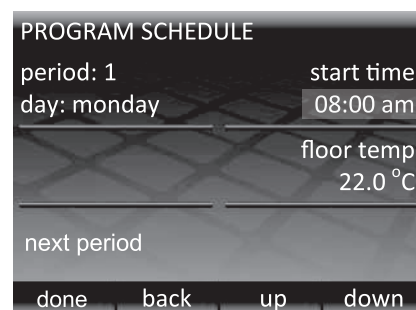 PROGRAM SCHEDULE
period: 1 start time
day: monday 08:00 am
floor temp
22.0 °C
next period
done back up down